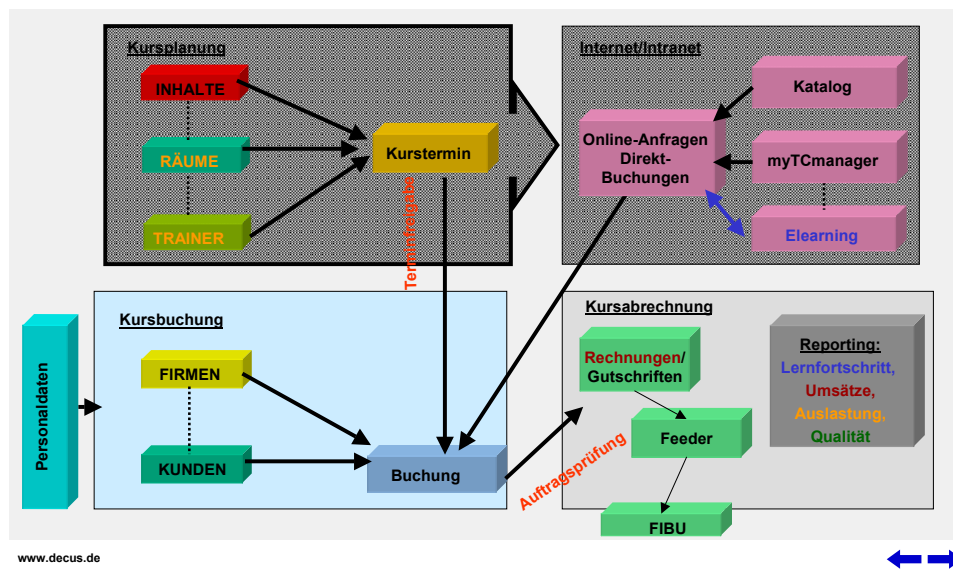 Kursplanung
INHALTE
RÄUME
TRAINER
Kurstermin
Terminfreigabe
Internet/Intranet
Katalog
Online-Anfragen
Direkt-
Buchungen
myTCmanager
Elearning
Personaldaten
Kursbuchung
FIRMEN
KUNDEN
Buchung
Auftragsprüfung
Kursabrechnung
Rechnungen/
Gutschriften
Feeder
FIBU
Reporting:
Lernfortschritt,
Umsätze,
Auslastung,
Qualität
www.decus.de